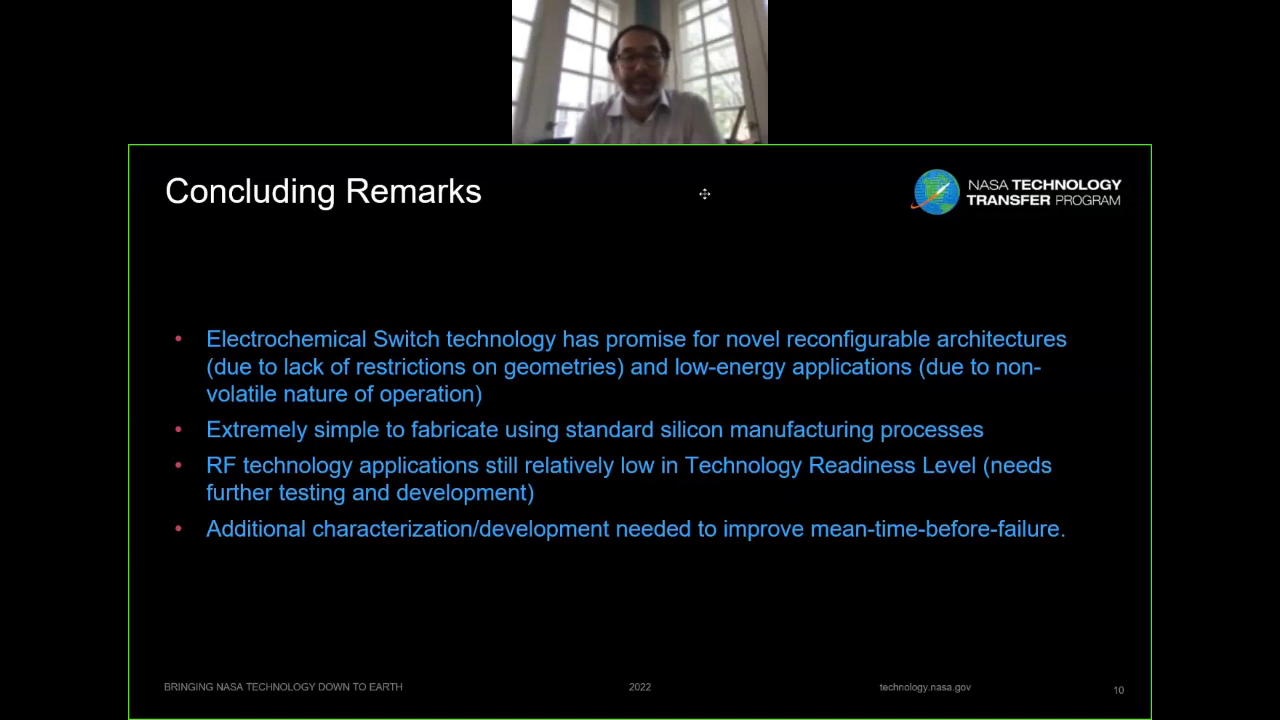 Concluding Remarks
NASA TECHNOLOGY
TRANSFER PROGRAM
• Electrochemical Switch technology has promise for novel reconfigurable architectures
(due to lack of restrictions on geometries) and low-energy applications (due to non-
volatile nature of operation)
• Extremely simple to fabricate using standard silicon manufacturing processes
• RF technology applications still relatively low in Technology Readiness Level (needs
further testing and development)
• Additional characterization/development needed to improve mean-time-before-failure.
BRINGING NASA TECHNOLOGY DOWN TO EARTH
2022
technology.nasa.gov
10